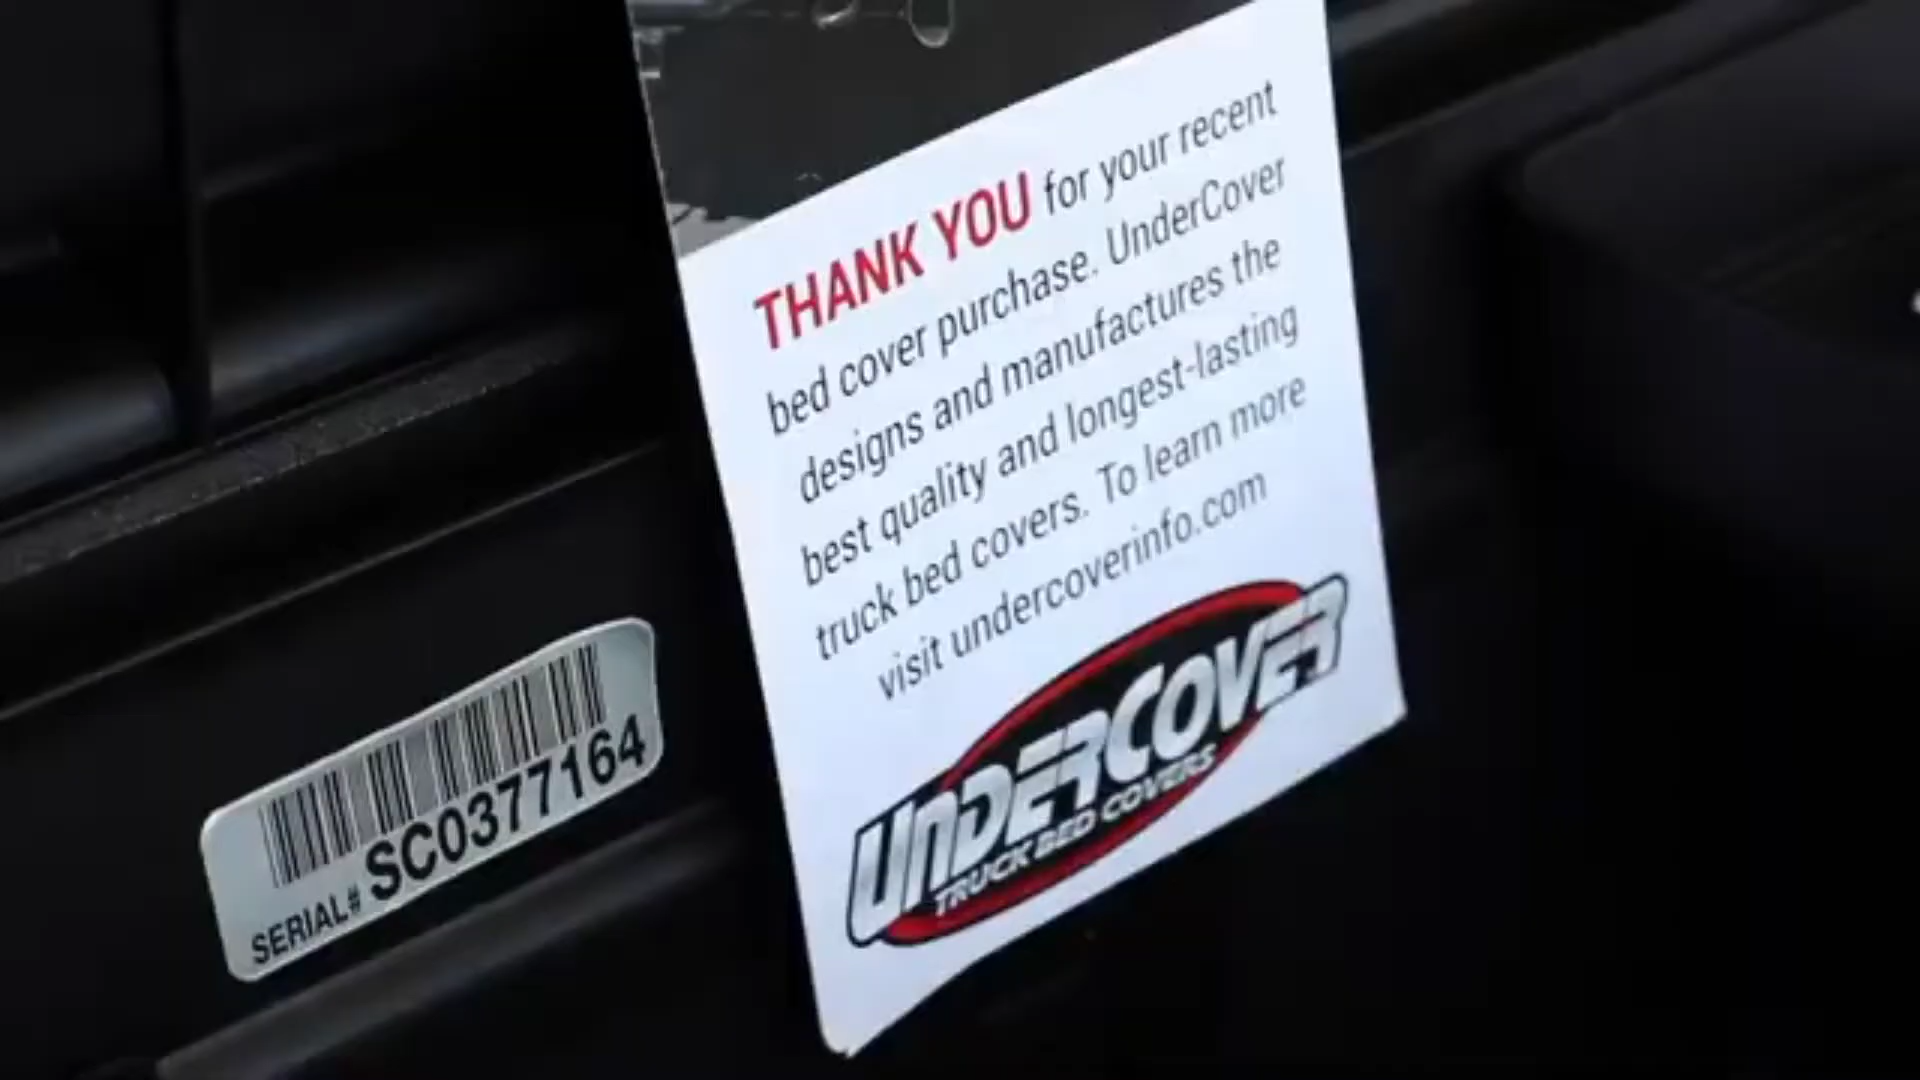 THANK YOU for your recent
bed cover purchase. UnderCover
designs and manufactures the
best quality and longest-lasting
truck bed covers. To learn more
visit undercoverinfo.com
UNDERCOVER
TRUCK BED COVERS
SERIAL# SC0377164